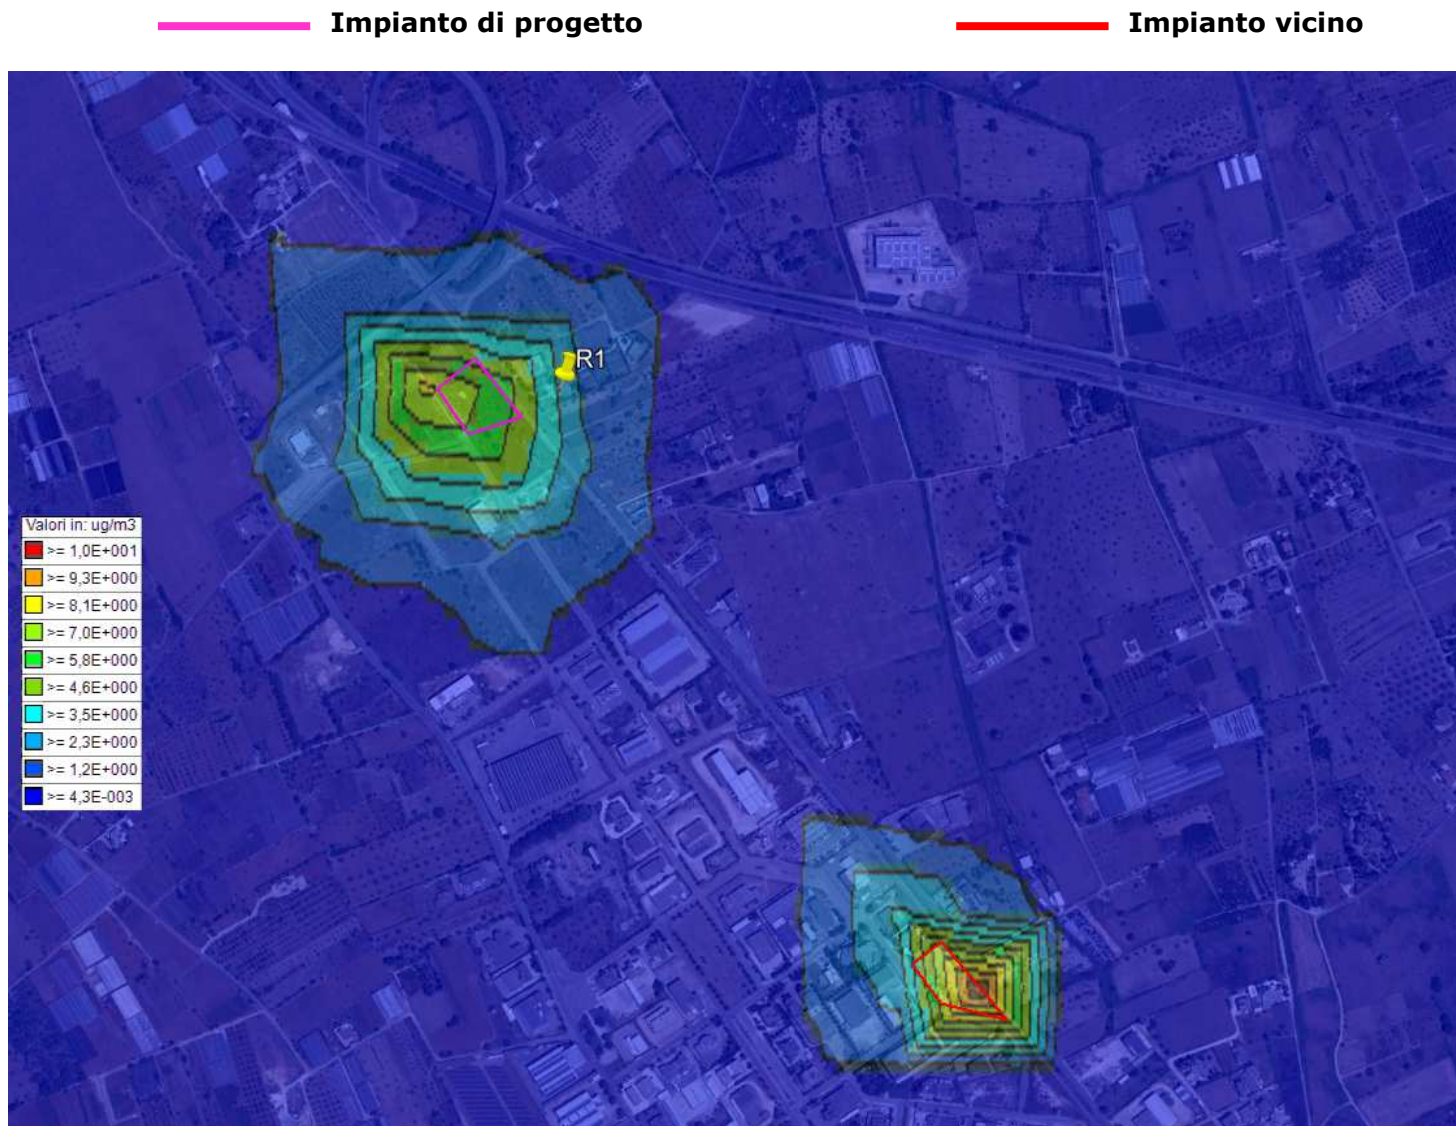 Impianto di progetto
Impianto vicino
R1
Valori in: ug/m3
>= 1,0E+001
>= 9,3E+000
>= 8,1E+000
>= 7,0E+000
>= 5,8E+000
>= 4,6E+000
>= 3,5E+000
>= 2,3E+000
>= 1,2E+000
>= 4,3E-003